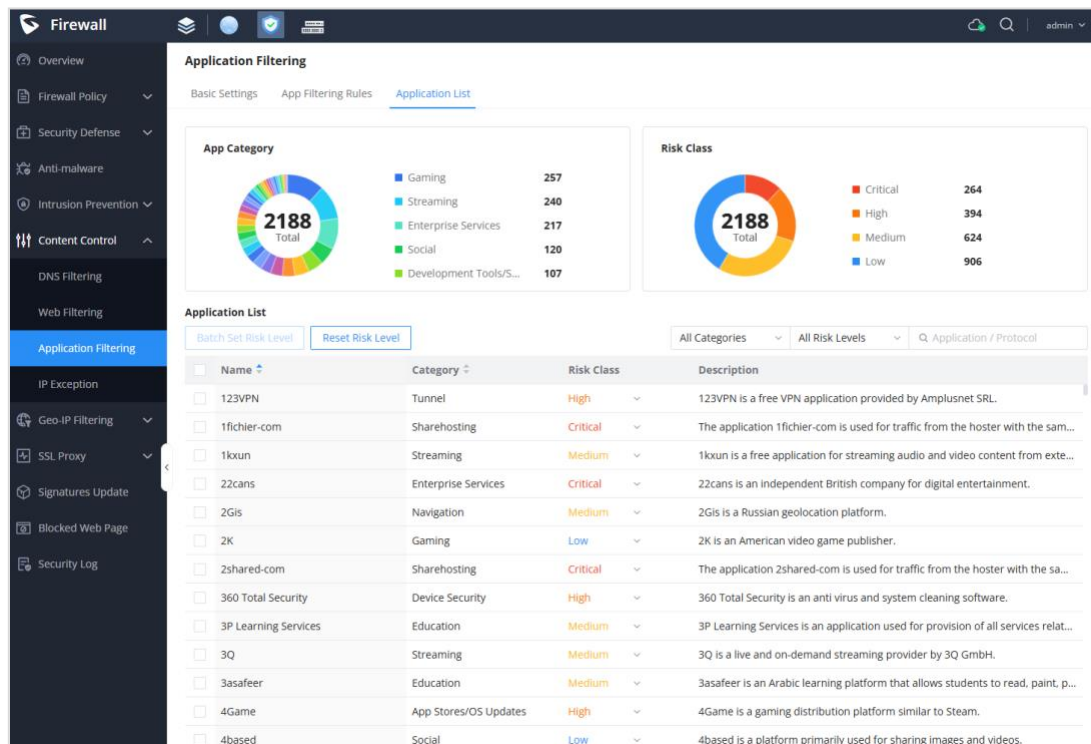 Firewall
admin
Overview
Firewall Policy
Security Defense
Anti-malware
Intrusion Prevention
Content Control
DNS Filtering
Web Filtering
Application Filtering
IP Exception
Geo-IP Filtering
SSL Proxy
Signatures Update
Blocked Web Page
Security Log
Application Filtering
Basic Settings App Filtering Rules Application List
App Category
2188
Total
Gaming 257
Streaming 240
Enterprise Services 217
Social 120
Development Tools/S... 107
Risk Class
2188
Total
Critical 264
High 394
Medium 624
Low 906
Application List
Batch Set Risk Level Reset Risk Level All Categories All Risk Levels Application / Protocol
Name Category Risk Class Description
123VPN Tunnel High 123VPN is a free VPN application provided by Amplusnet SRL.
1fichier-com Sharehosting Critical The application 1fichier-com is used for traffic from the hoster with the sam...
1kxun Streaming Medium 1kxun is a free application for streaming audio and video content from exte...
22cans Enterprise Services Critical 22cans is an independent British company for digital entertainment.
2Gis Navigation Medium 2Gis is a Russian geolocation platform.
2K Gaming Low 2K is an American video game publisher.
2shared-com Sharehosting Critical The application 2shared-com is used for traffic from the hoster with the sa...
360 Total Security Device Security High 360 Total Security is an anti virus and system cleaning software.
3P Learning Services Education Medium 3P Learning Services is an application used for provision of all services relat...
3Q Streaming Medium 3Q is a live and on-demand streaming provider by 3Q GmbH.
3asafeer Education Medium 3asafeer is an Arabic learning platform that allows students to read, paint, p...
4Game App Stores/OS Updates High 4Game is a gaming distribution platform similar to Steam.
4based Social Low 4based is a platform primarily used for sharing images and videos.